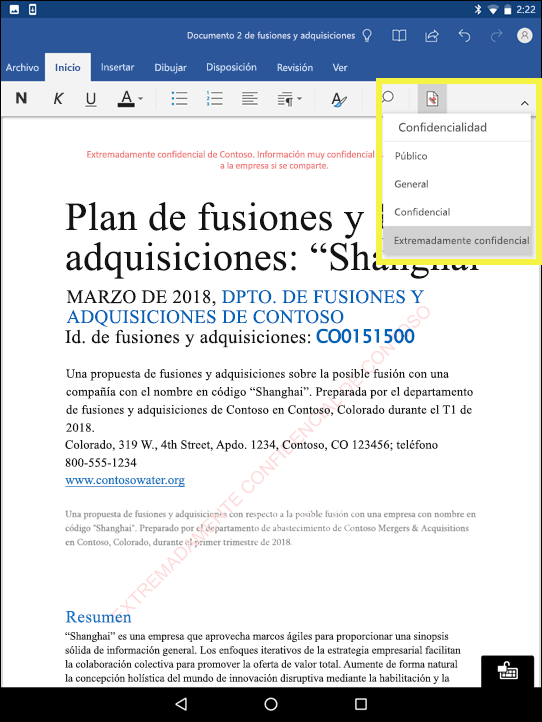 2:22
Documento 2 de fusiones y adquisiciones
Archivo Inicio Insertar Dibujar Disposición Revisión Ver
N K U A
Confidencialidad
Público
General
Confidencial
Extremadamente confidencial
Extremadamente confidencial de Contoso. Información muy confidencial
a la empresa si se comparte.
Plan de fusiones y
adquisiciones: “Shanghai
MARZO DE 2018, DPTO. DE FUSIONES Y
ADQUISICIONES DE CONTOSO
Id. de fusiones y adquisiciones: CO0151500
Una propuesta de fusiones y adquisiciones sobre la posible fusión con una
compañía con el nombre en código “Shanghai”. Preparada por el departamento
de fusiones y adquisiciones de Contoso en Contoso, Colorado durante el T1 de
2018.
Colorado, 319 W., 4th Street, Apdo. 1234, Contoso, CO 123456; teléfono
800-555-1234
www.contosowater.org
Una propuesta de fusiones y adquisiciones con respecto a la posible fusión con una empresa con nombre en
código "Shanghai". Preparado por el departamento de abastecimiento de Contoso Mergers & Acquisitions
en Contoso, Colorado, durante el primer trimestre de 2018.
EXTREMADAMENTE CONFIDENCIAL DE CONTOSO
Resumen
“Shanghai” es una empresa que aprovecha marcos ágiles para proporcionar una sinopsis
sólida de información general. Los enfoques iterativos de la estrategia empresarial facilitan
la colaboración colectiva para promover la oferta de valor total. Aumente de forma natural
la concepción holística del mundo de innovación disruptiva mediante la habilitación y la